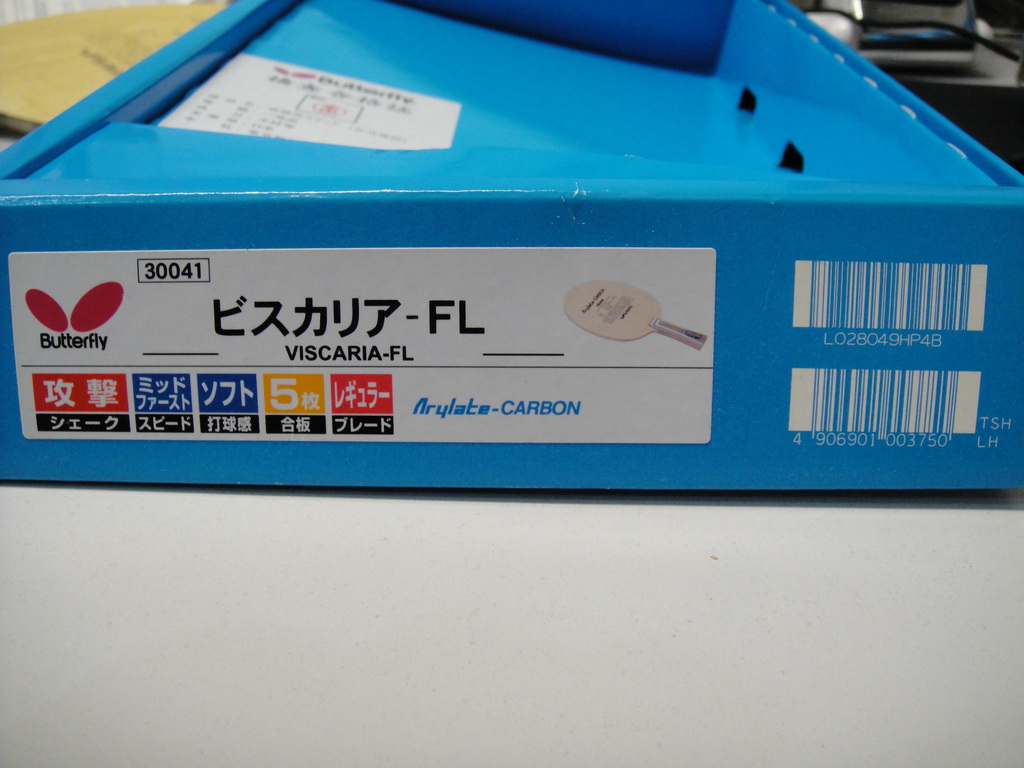 Butterfly
30041
ビスカリア-FL
VISCARIA-FL
Butterfly
攻撃
シェーク
ミッド
ファースト
スピード
ソフト
打球感
5枚
合板
レギュラー
ブレード
Arylate-CARBON
L028049HP4B
4 906901 003750
TSH
LH